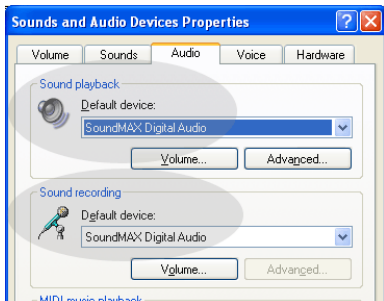 Sounds and Audio Devices Properties
Volume Sounds Audio Voice Hardware
Sound playback
Default device:
SoundMAX Digital Audio
Volume... Advanced...
Sound recording
Default device:
SoundMAX Digital Audio
Volume... Advanced...
MIDI music playback